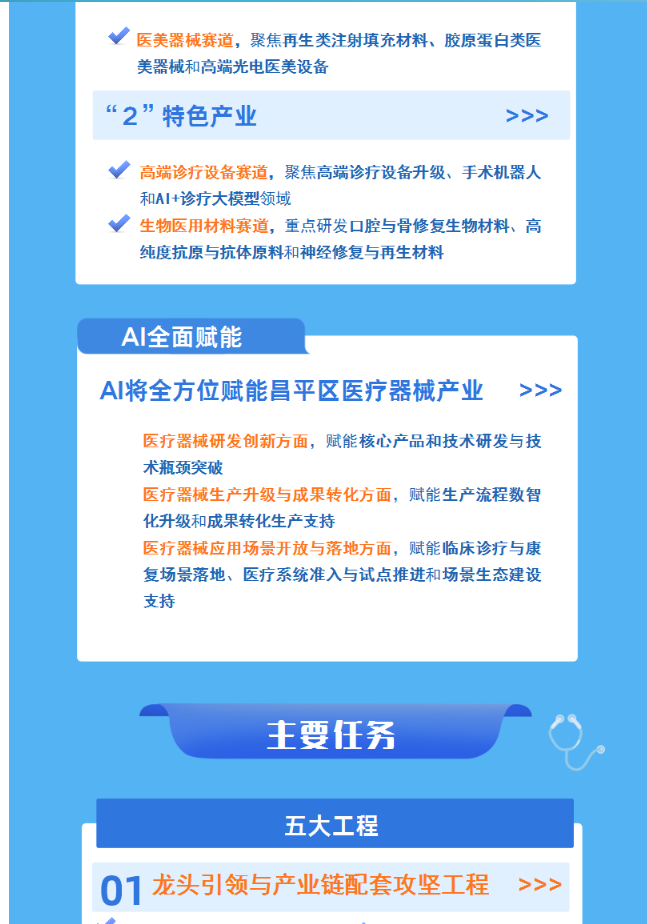 医美器械赛道，聚焦再生类注射填充材料、胶原蛋白类医
美器械和高端光电医美设备
“2”特色产业 >>>
高端诊疗设备赛道，聚焦高端诊疗设备升级、手术机器人
和AI+诊疗大模型领域
生物医用材料赛道，重点研发口腔与骨修复生物材料、高
纯度抗原与抗体原料和神经修复与再生材料
AI全面赋能
AI将全方位赋能昌平区医疗器械产业 >>>
医疗器械研发创新方面，赋能核心产品和技术研发与技
术瓶颈突破
医疗器械生产升级与成果转化方面，赋能生产流程数智
化升级和成果转化生产支持
医疗器械应用场景开放与落地方面，赋能临床诊疗与康
复场景落地、医疗系统准入与试点推进和场景生态建设
支持
主要任务
五大工程
01 龙头引领与产业链配套攻坚工程 >>>